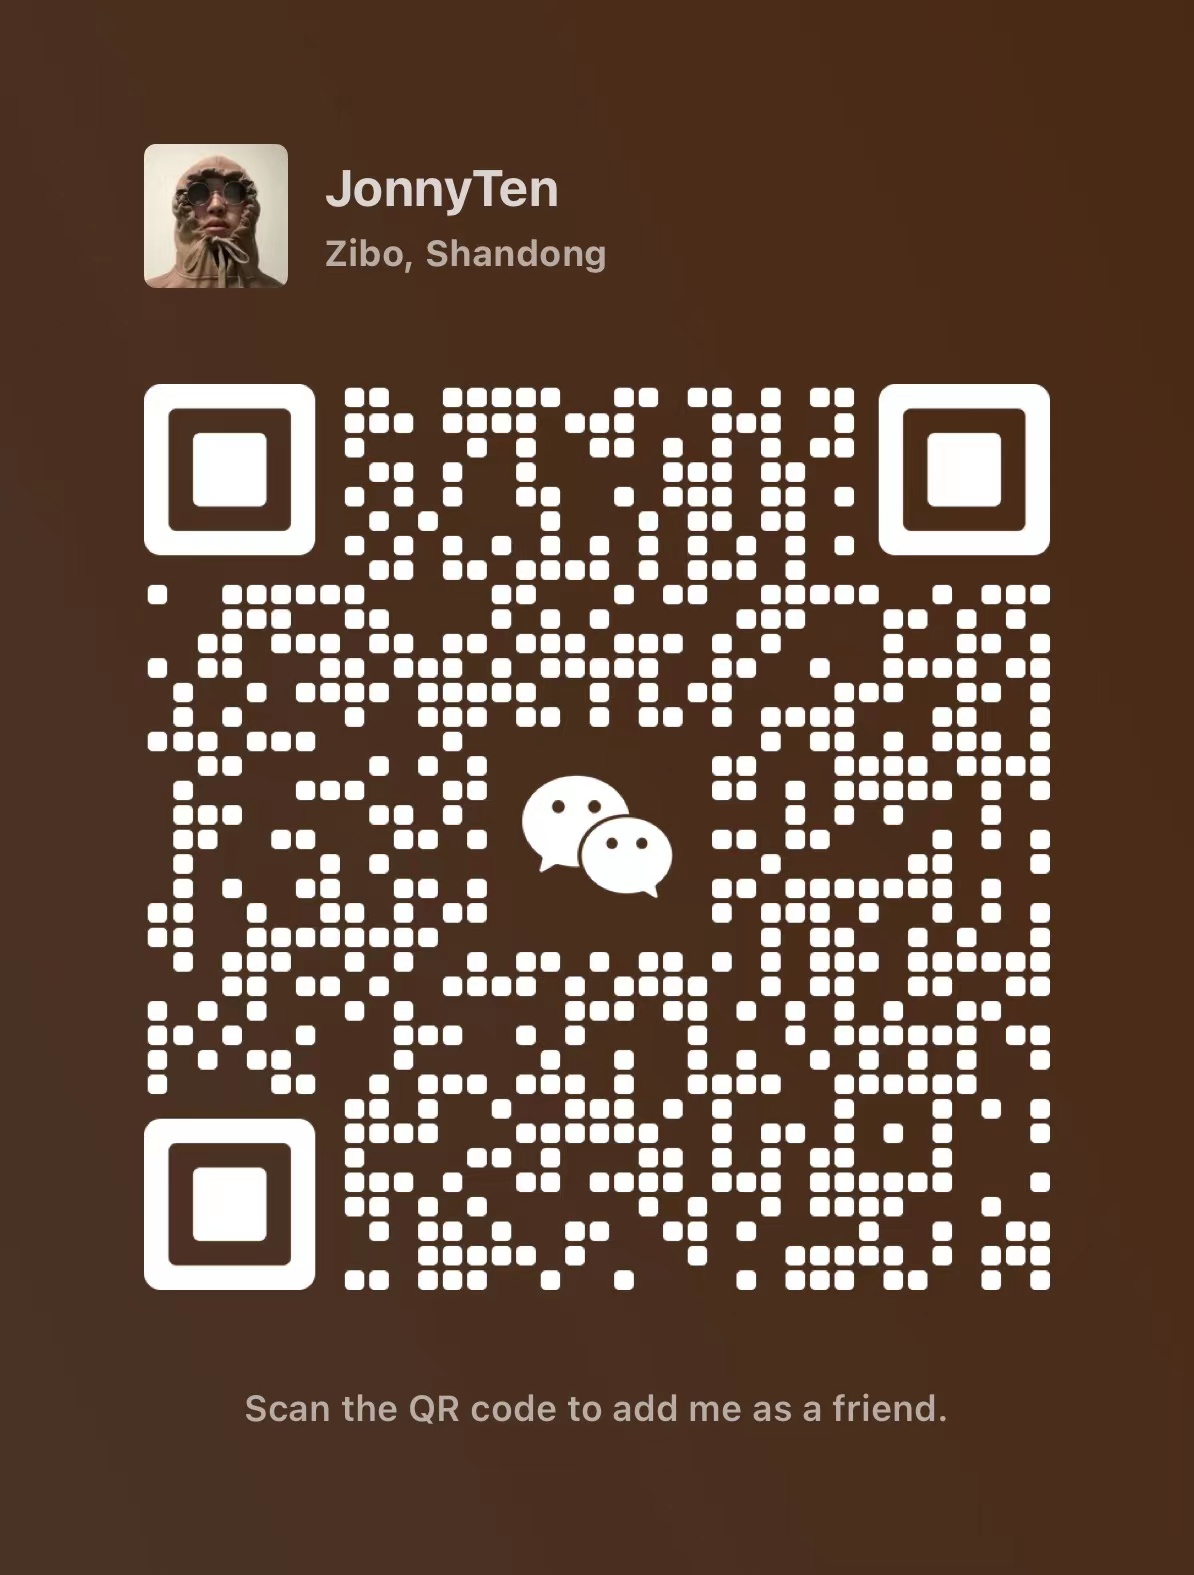 JonnyTen
Zibo, Shandong
Scan the QR code to add me as a friend.